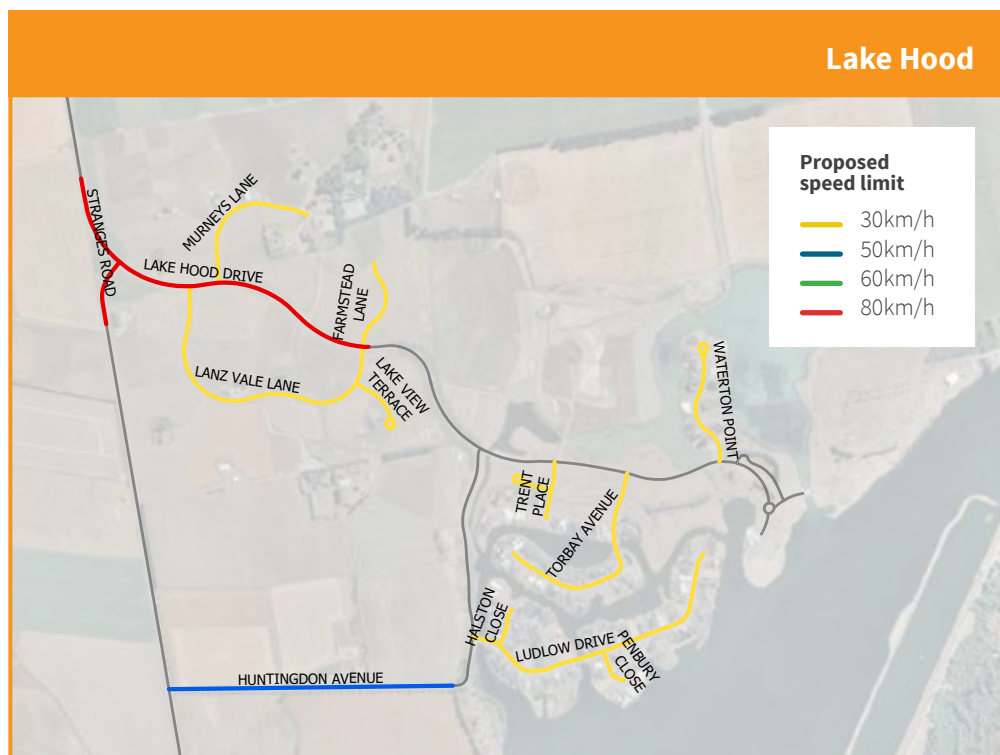 Lake Hood
Proposed
speed limit
30km/h
50km/h
60km/h
80km/h
MURNEYS LANE
STRANGES ROAD
LAKE HOOD DRIVE
FARMSTEAD
LANE
LANZ VALE LANE
LAKE VIEW
TERRACE
WATERTON POINT
TRENT
PLACE
TORBAY AVENUE
HALSTON
CLOSE
LUDLOW DRIVE
PENBURY
CLOSE
HUNTINGDON AVENUE